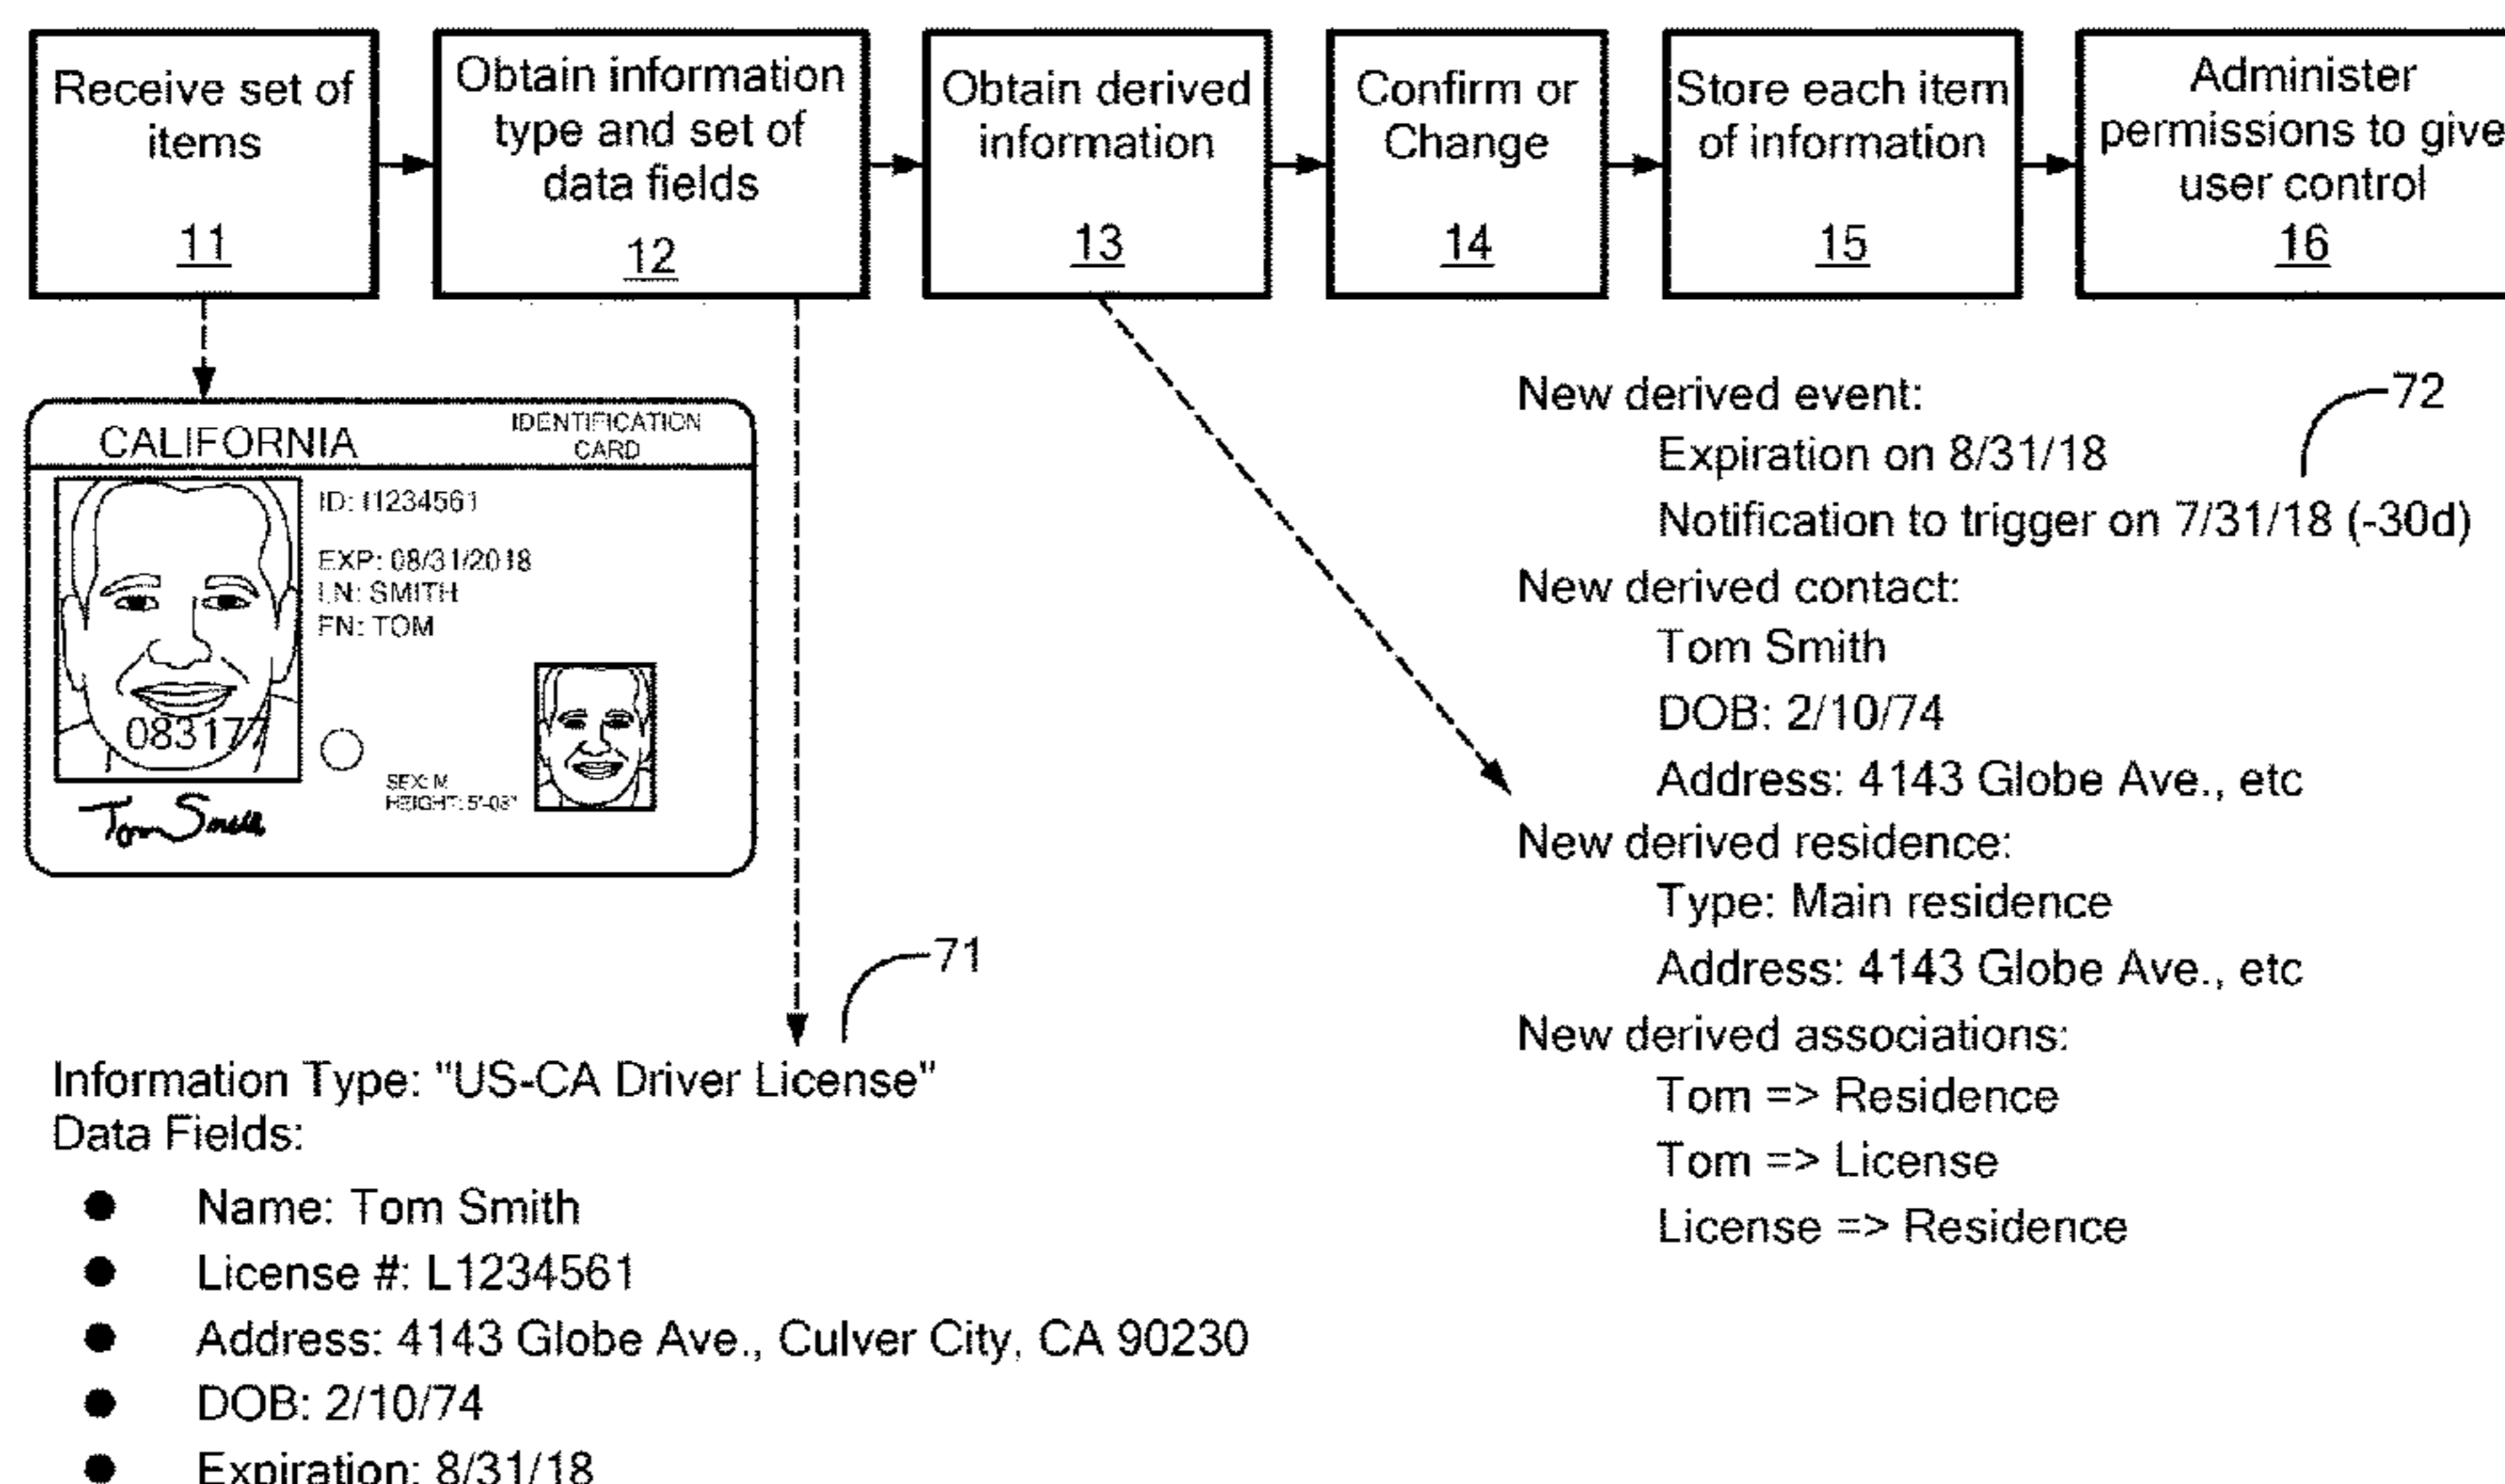 Receive set of
items
11
Obtain information
type and set of
data fields
12
Obtain derived
information
13
Confirm or
Change
14
Store each item
of information
15
Administer
permissions to give
user control
16
CALIFORNIA
IDENTIFICATION
CARD
ID: I1234561
EXP: 08/31/2018
LN: SMITH
FN: TOM
083177
SEX: M
HEIGHT: 5'-08"
Tom Smith
71
Information Type: "US-CA Driver License"
Data Fields:
● Name: Tom Smith
● License #: L1234561
● Address: 4143 Globe Ave., Culver City, CA 90230
● DOB: 2/10/74
● Expiration: 8/31/18
72
New derived event:
Expiration on 8/31/18
Notification to trigger on 7/31/18 (-30d)
New derived contact:
Tom Smith
DOB: 2/10/74
Address: 4143 Globe Ave., etc
New derived residence:
Type: Main residence
Address: 4143 Globe Ave., etc
New derived associations:
Tom => Residence
Tom => License
License => Residence